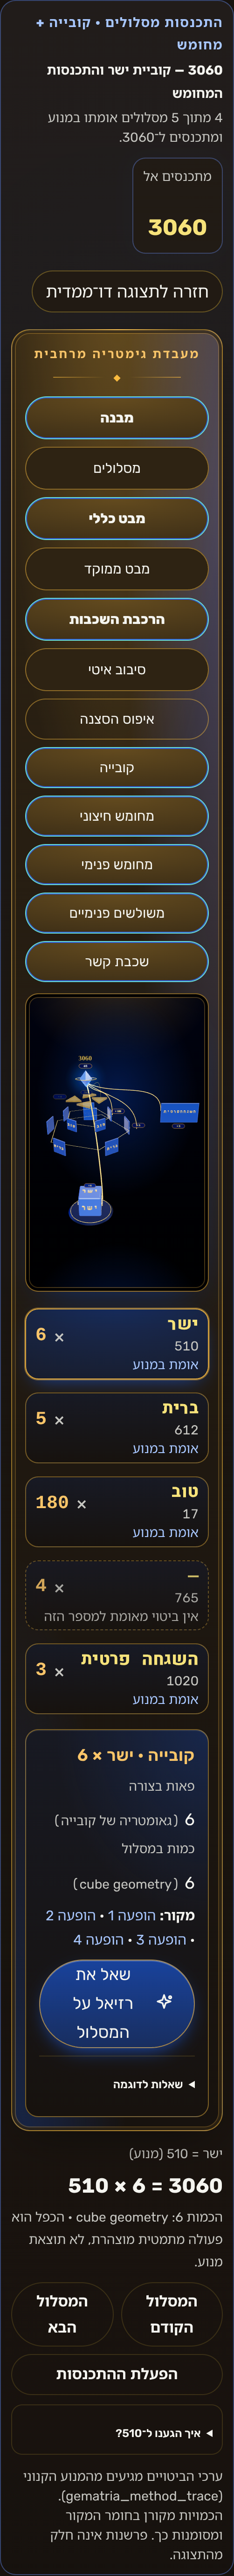 התכנסות מסלולים • קובייה +
מחומש
3060 — קוביית ישר והתכנסות
המחומש
4 מתוך 5 מסלולים אומתו במנוע
ומתכנסים ל־3060.
מתכנסים אל
3060
חזרה לתצוגה דו־ממדית
מעבדת גימטריה מרחבית
מבנה
מסלולים
מבט כללי
מבט ממוקד
הרכבת השכבות
סיבוב איטי
איפוס הסצנה
קובייה
מחומש חיצוני
מחומש פנימי
משולשים פנימיים
שכבת קשר
3060
ישר
ישר
ישר
× 6
510
אומת במנוע
ברית
× 5
612
אומת במנוע
טוב
× 180
17
אומת במנוע
—
× 4
765
אין ביטוי מאומת למספר הזה
השגחה פרטית
× 3
1020
אומת במנוע
קובייה • ישר × 6
פאות בצורה
6 (גאומטריה של קובייה)
כמות במסלול
6 (cube geometry)
מקור: הופעה 1 • הופעה 2
• הופעה 3 • הופעה 4
שאל את
רזיאל על
המסלול
◀ שאלות לדוגמה
ישר = 510 (מנוע)
510 × 6 = 3060
הכמות 6: cube geometry • הכפל הוא
פעולה מתמטית מוצהרת, לא תוצאת
מנוע.
המסלול
הקודם
המסלול
הבא
הפעלת ההתכנסות
◀ איך הגענו ל־510?
ערכי הביטויים מגיעים מהמנוע הקנוני
(gematria_method_trace).
הכמויות מקורן בחומר המקור
ומסומנות כך. פרשנות אינה חלק
מהתצוגה.